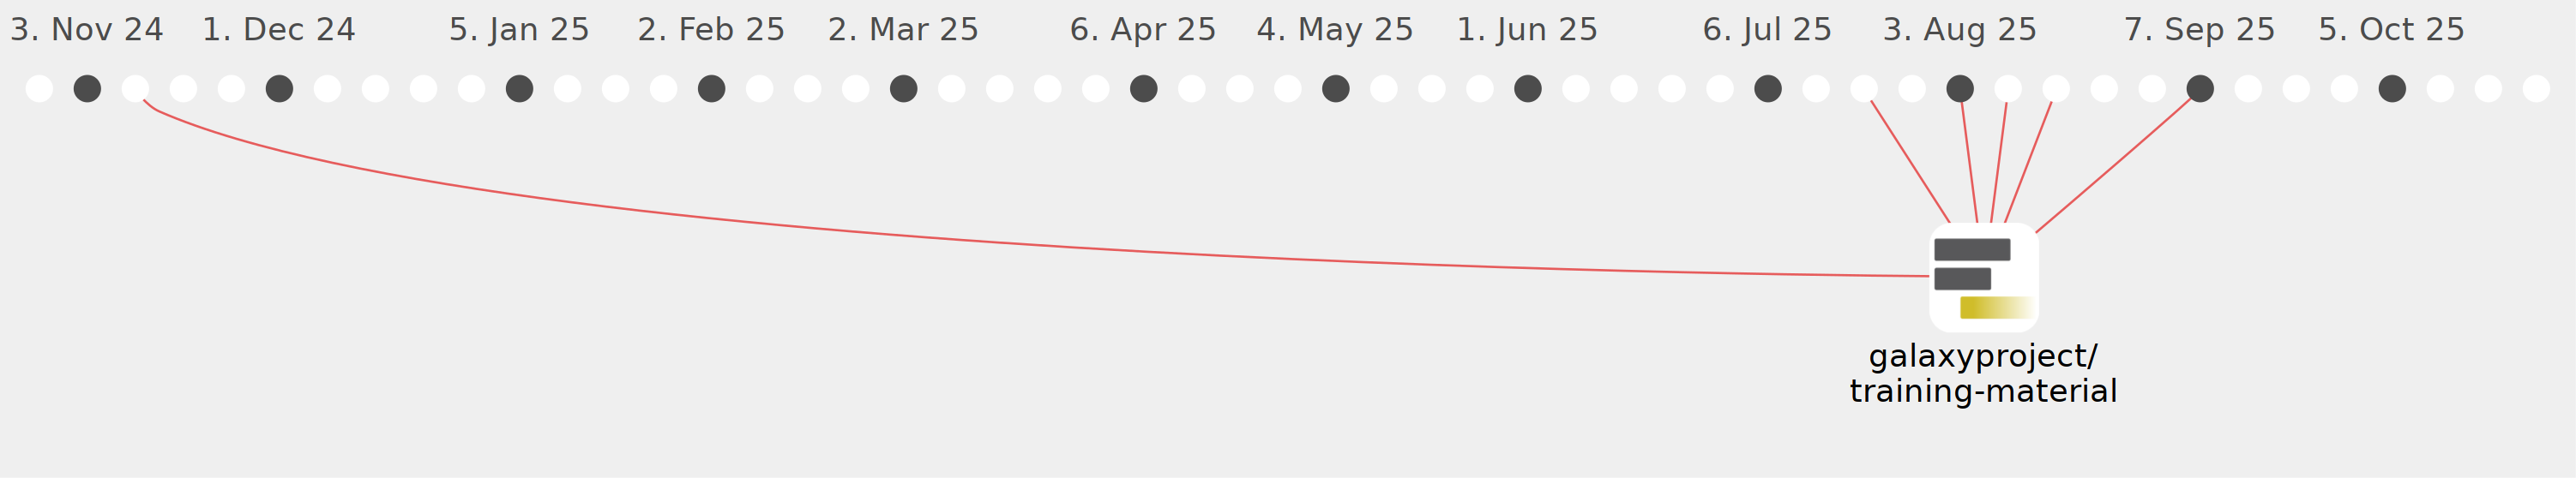 3. Nov 24 1. Dec 24 5. Jan 25 2. Feb 25 2. Mar 25 6. Apr 25 4. May 25 1. Jun 25 6. Jul 25 3. Aug 25 7. Sep 25 5. Oct 25
galaxyproject/
training-material